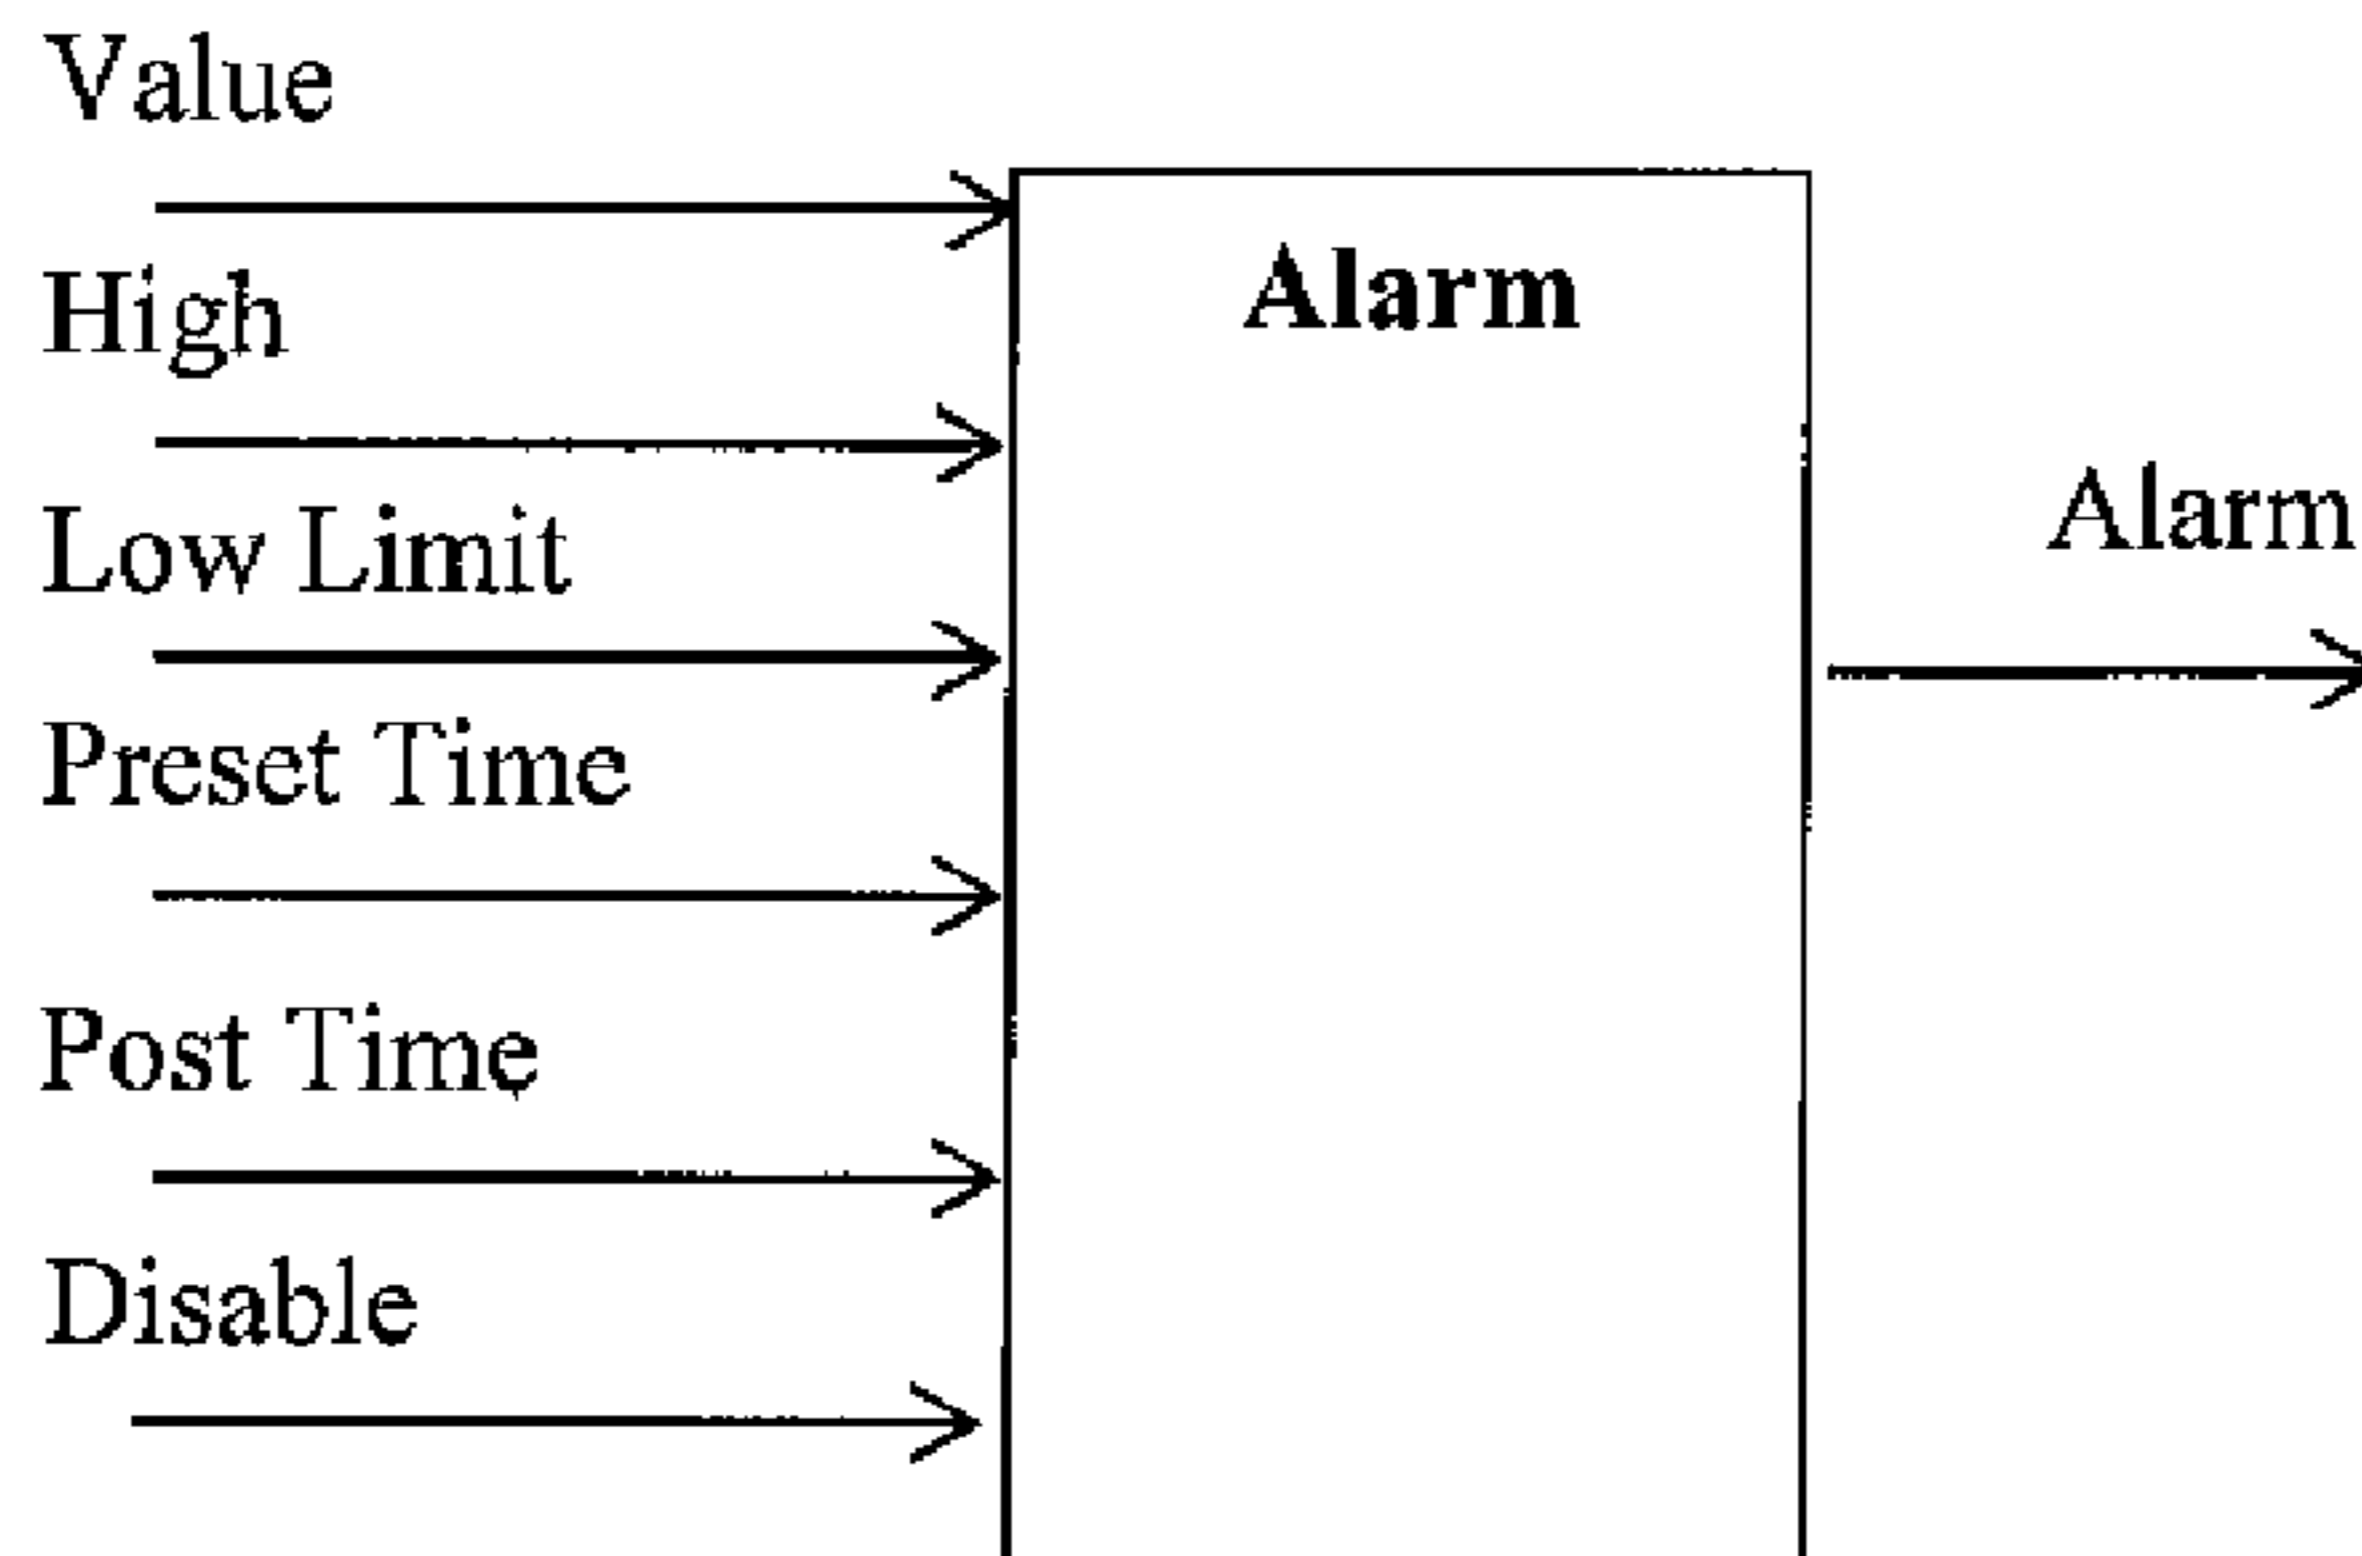 Value
High
Alarm
Low Limit
Alarm
Preset Time
Post Time
Disable